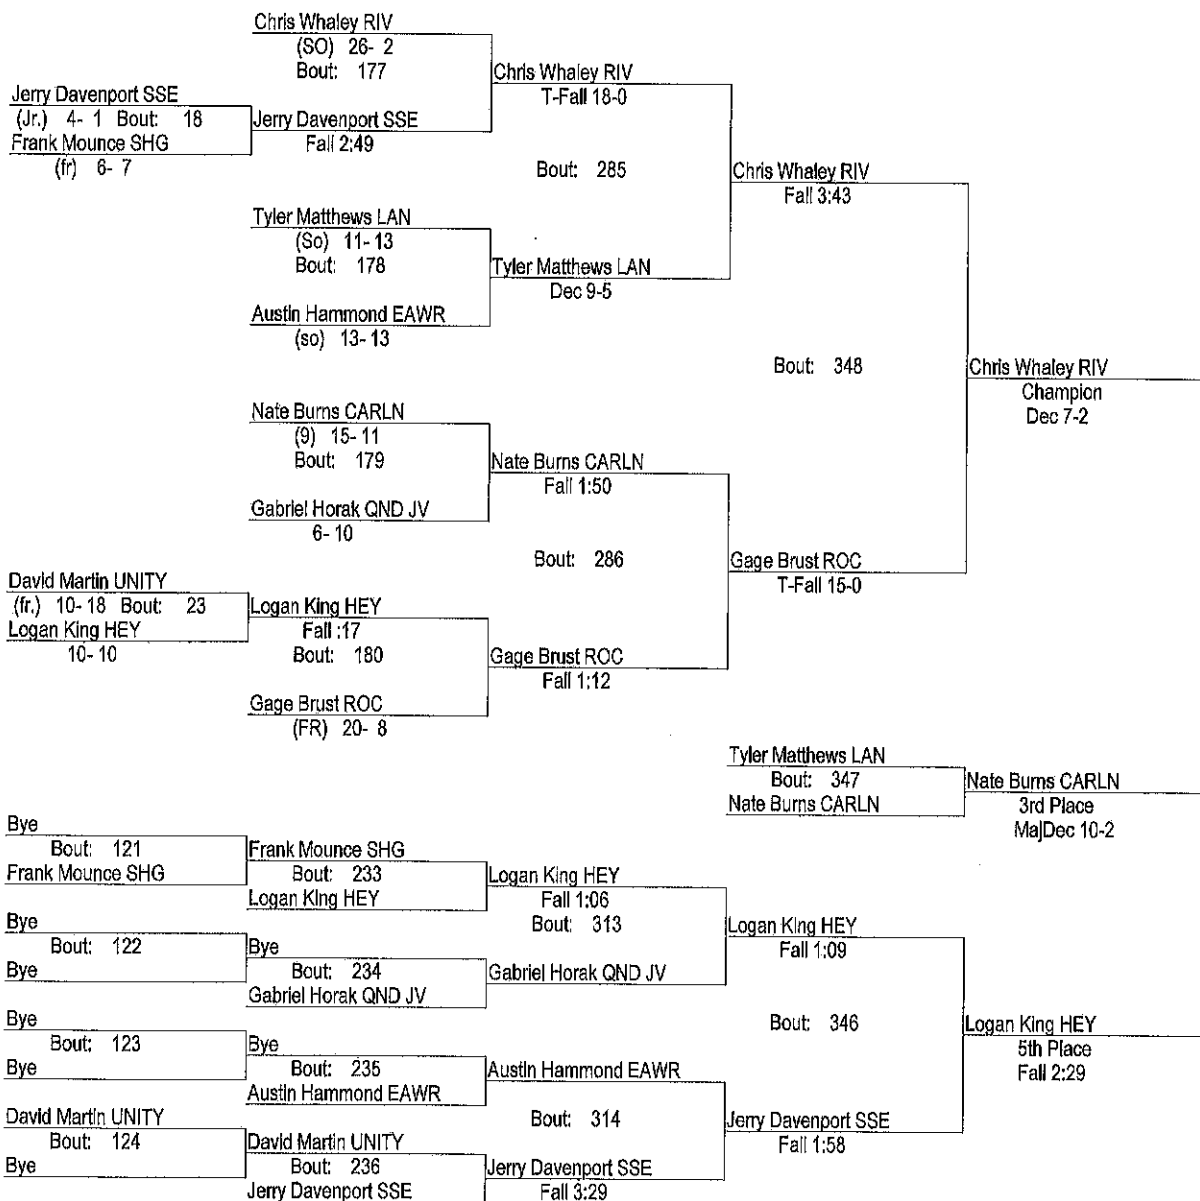 Chris Whaley RIV
(SO) 26- 2
Bout: 177
Chris Whaley RIV
T-Fall 18-0
Jerry Davenport SSE
(Jr.) 4- 1 Bout: 18
Frank Mounce SHG
(fr) 6- 7
Jerry Davenport SSE
Fall 2:49
Bout: 285
Chris Whaley RIV
Fall 3:43
Tyler Matthews LAN
(So) 11- 13
Bout: 178
Tyler Matthews LAN
Dec 9-5
Austin Hammond EAWR
(so) 13- 13
Bout: 348
Chris Whaley RIV
Champion
Dec 7-2
Nate Burns CARLN
(9) 15- 11
Bout: 179
Nate Burns CARLN
Fall 1:50
Gabriel Horak QND JV
6- 10
Bout: 286
Gage Brust ROC
T-Fall 15-0
David Martin UNITY
(fr.) 10- 18 Bout: 23
Logan King HEY
10- 10
Logan King HEY
Fall :17
Bout: 180
Gage Brust ROC
Fall 1:12
Gage Brust ROC
(FR) 20- 8
Tyler Matthews LAN
Bout: 347
Nate Burns CARLN
Nate Burns CARLN
3rd Place
MajDec 10-2
Bye
Bout: 121
Frank Mounce SHG
Frank Mounce SHG
Bout: 233
Logan King HEY
Logan King HEY
Fall 1:06
Bout: 313
Logan King HEY
Fall 1:09
Bye
Bout: 122
Bye
Bye
Bout: 234
Gabriel Horak QND JV
Gabriel Horak QND JV
Bout: 346
Logan King HEY
5th Place
Fall 2:29
Bye
Bout: 123
Bye
Bye
Bout: 235
Austin Hammond EAWR
Austin Hammond EAWR
Bout: 314
Jerry Davenport SSE
Fall 1:58
David Martin UNITY
Bout: 124
Bye
David Martin UNITY
Bout: 236
Jerry Davenport SSE
Jerry Davenport SSE
Fall 3:29